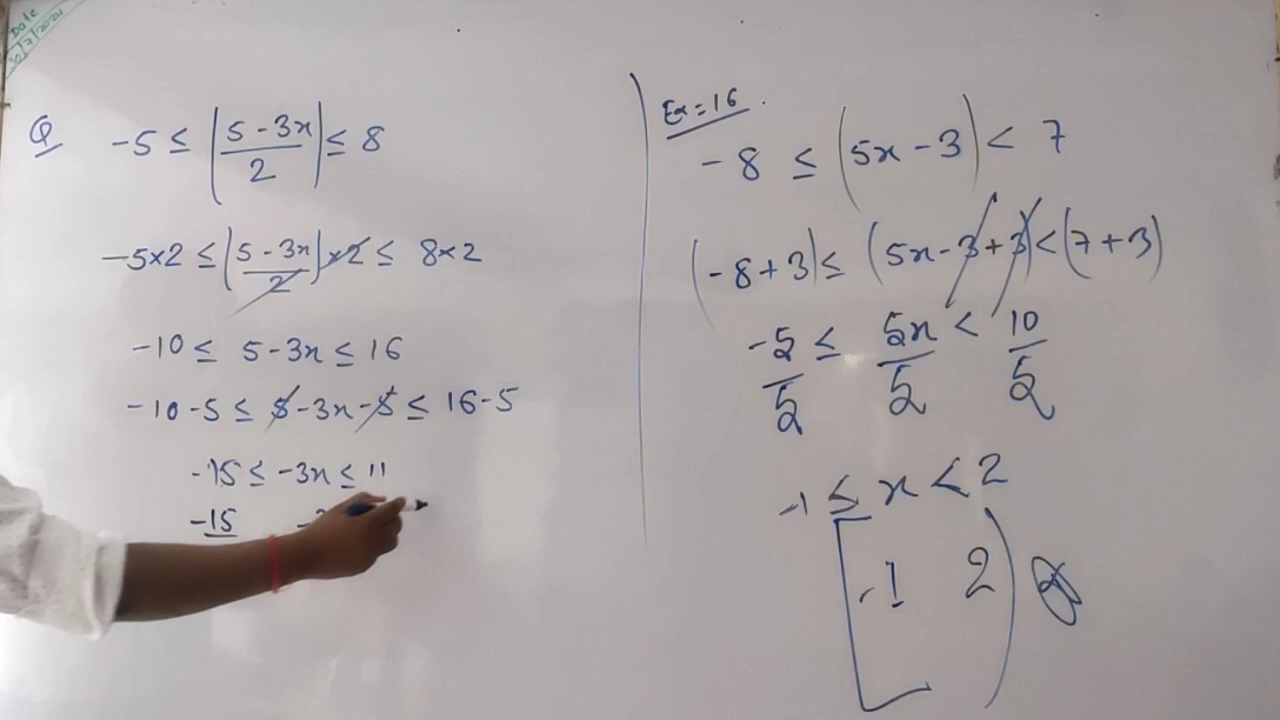 Date
30/7/2024
Q -5 ≤ |5-3x/2| ≤ 8
-5×2 ≤ (5-3x/2)×2 ≤ 8×2
-10 ≤ 5-3x ≤ 16
-10-5 ≤ 5-3x-5 ≤ 16-5
-15 ≤ -3x ≤ 11
-15
Ex=16.
-8 ≤ (5x-3) < 7
(-8+3) ≤ (5x-3+3) < (7+3)
-5/5 ≤ 5x/5 < 10/5
-1 ≤ x < 2
[-1 2)